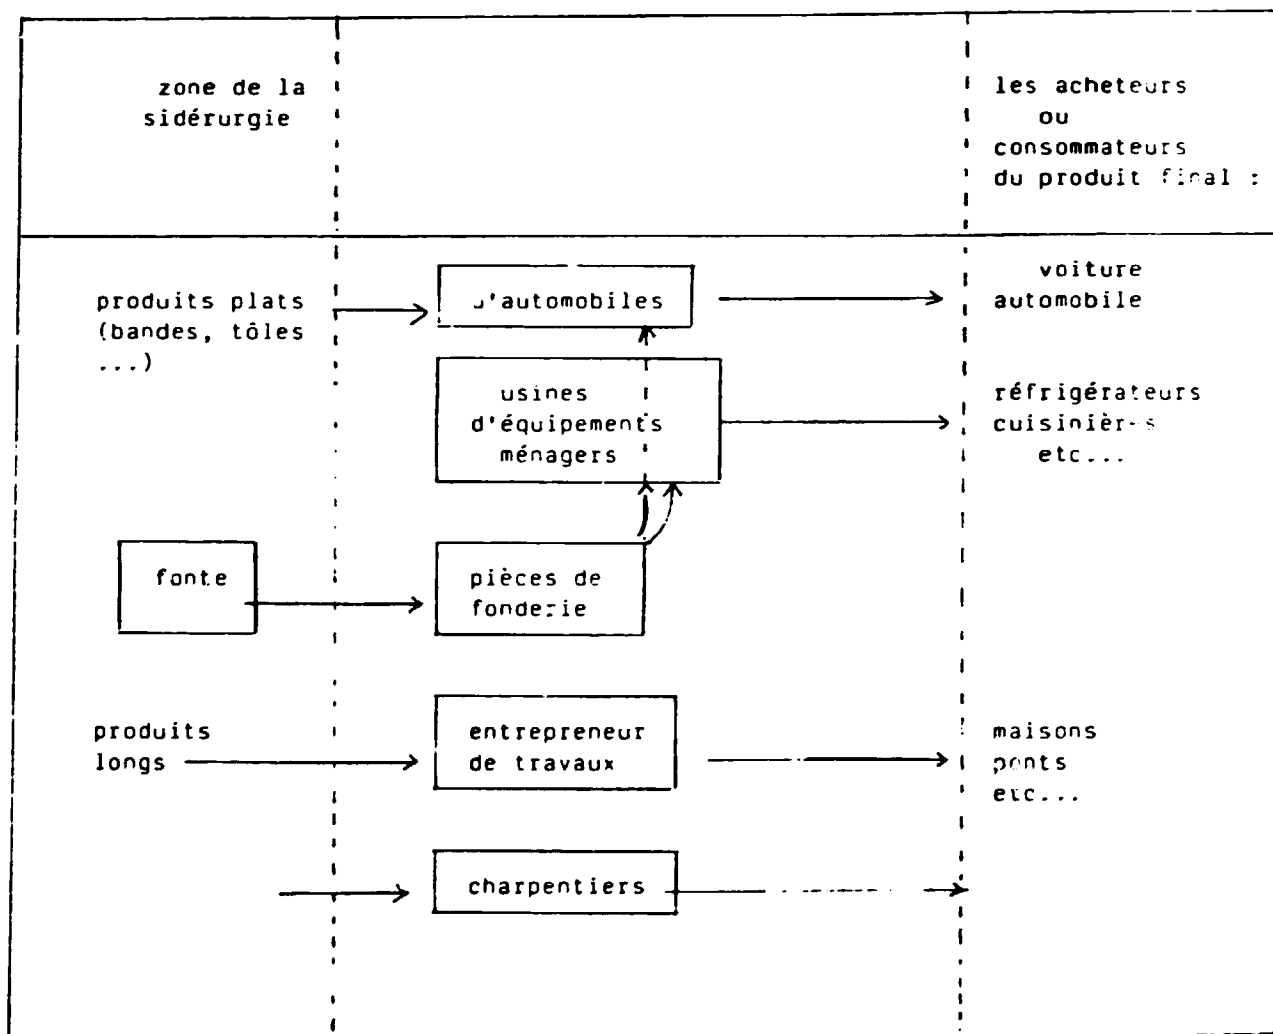 zone de la
sidérurgie
les acheteurs
ou
consommateurs
du produit final :
produits plats
(bandes, tôles
...)
d'automobiles
voiture
automobile
usines
d'équipements
ménagers
réfrigérateurs
cuisinières
etc...
fonte
pièces de
fonderie
produits
longs
entrepreneur
de travaux
maisons
ponts
etc...
charpentiers